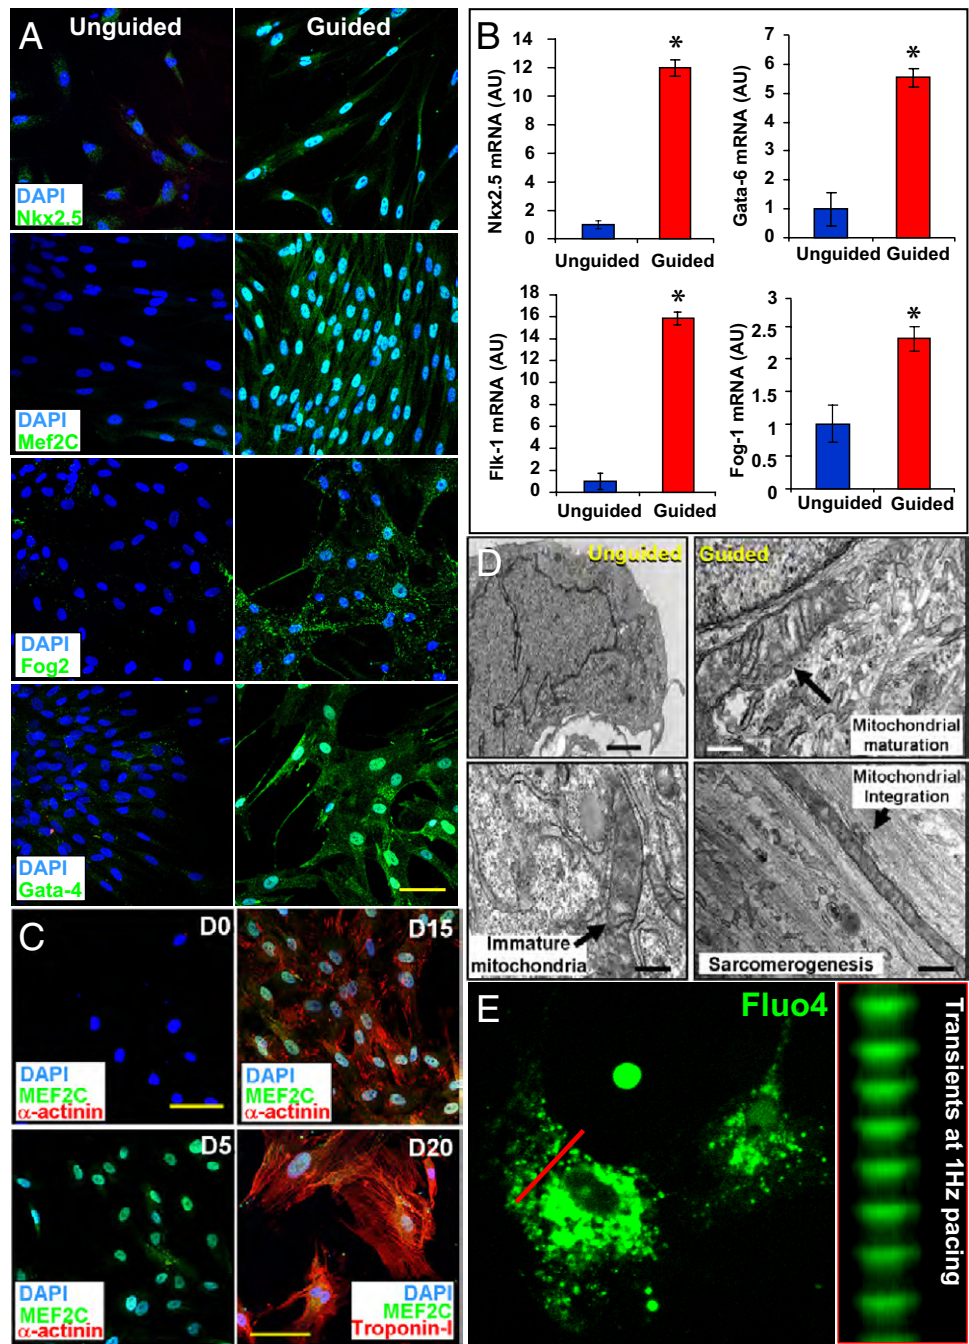 A
Unguided
Guided
DAPI
Nkx2.5
DAPI
Mef2C
DAPI
Fog2
DAPI
Gata-4
B
Nkx2.5 mRNA (AU)
14
12
10
8
6
4
2
0
*
Unguided Guided
Gata-6 mRNA (AU)
7
6
5
4
3
2
1
0
*
Unguided Guided
Flk-1 mRNA (AU)
18
16
14
12
10
8
6
4
2
0
*
Unguided Guided
Fog-1 mRNA (AU)
3
2.5
2
1.5
1
0.5
0
*
Unguided Guided
C
D0
DAPI
MEF2C
α-actinin
D15
DAPI
MEF2C
α-actinin
D5
DAPI
MEF2C
α-actinin
D20
DAPI
MEF2C
Troponin-I
D
Unguided
Guided
Mitochondrial
maturation
Immature
mitochondria
Mitochondrial
Integration
Sarcomerogenesis
E
Fluo4
Transients at 1Hz pacing